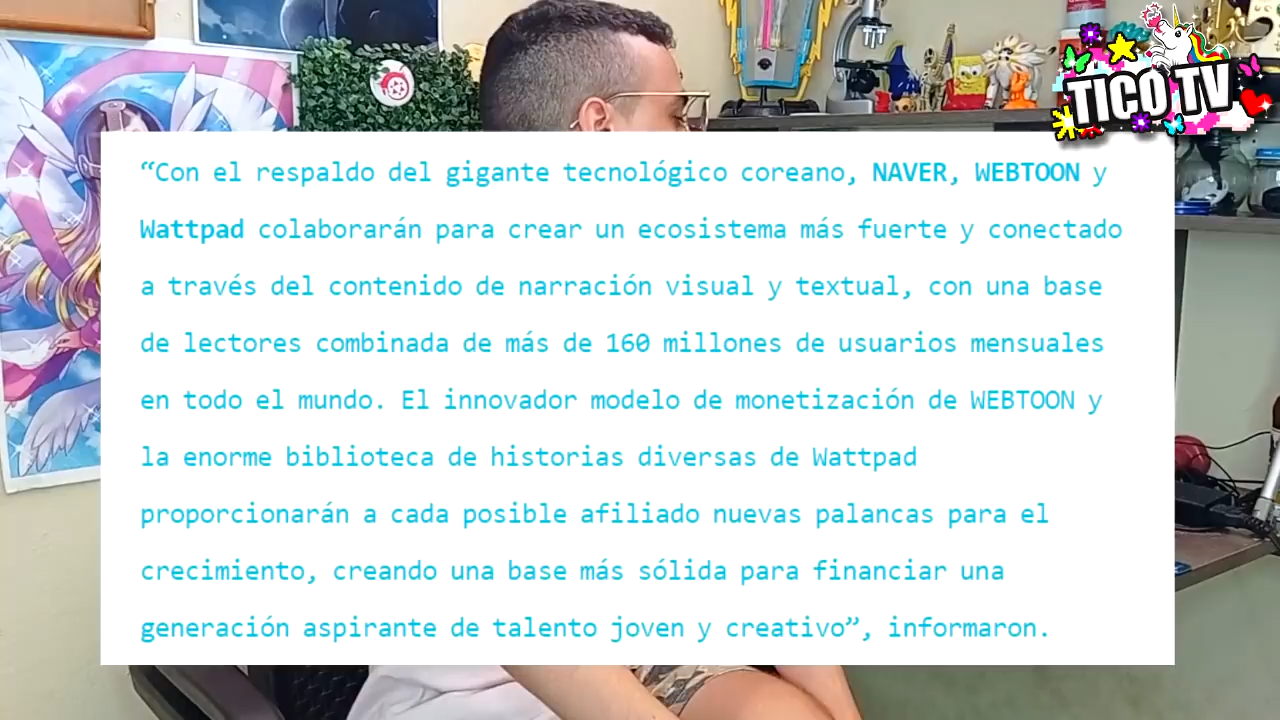 TICO TV
“Con el respaldo del gigante tecnológico coreano, NAVER, WEBTOON y
Wattpad colaborarán para crear un ecosistema más fuerte y conectado
a través del contenido de narración visual y textual, con una base
de lectores combinada de más de 160 millones de usuarios mensuales
en todo el mundo. El innovador modelo de monetización de WEBTOON y
la enorme biblioteca de historias diversas de Wattpad
proporcionarán a cada posible afiliado nuevas palancas para el
crecimiento, creando una base más sólida para financiar una
generación aspirante de talento joven y creativo”, informaron.